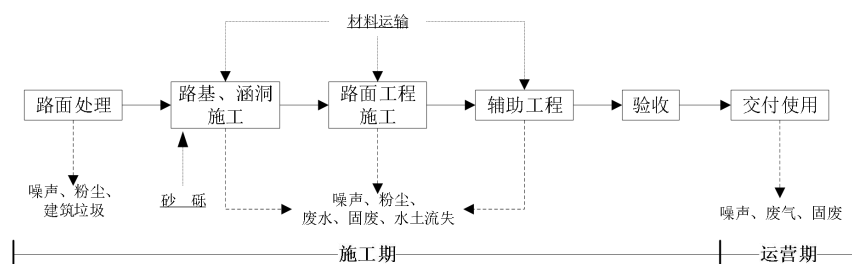 材料运输
路面处理
路基、涵洞
施工
路面工程
施工
辅助工程
验收
交付使用
噪声、粉尘、
建筑垃圾
砂 砾
噪声、粉尘、
废水、固废、水土流失
噪声、废气、固废
施工期
运营期